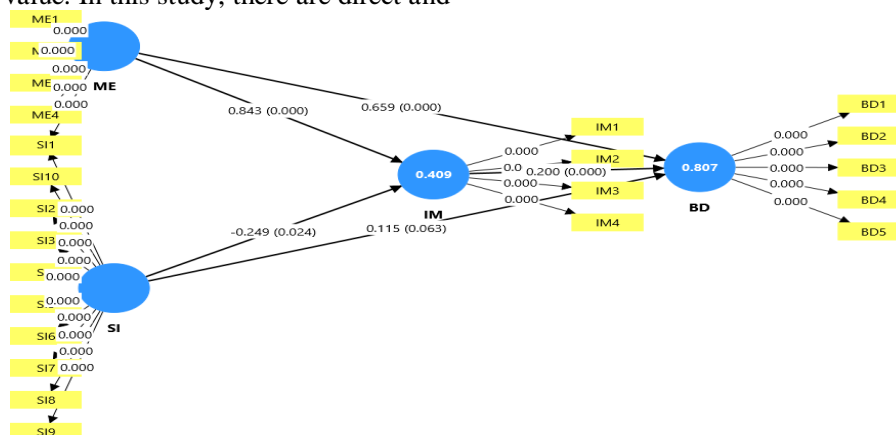 value. In this study, there are direct and
ME1
0.000
0.000
0.000
ME
ME
0.000
0.000
ME4
0.843 (0.000)
0.659 (0.000)
SI1
SI10
SI2
0.000
0.000
SI3
0.000
0.000
0.000
0.000
0.000
SI6
0.000
0.000
SI7
0.000
SI8
SI9
SI
-0.249 (0.024)
0.115 (0.063)
0.409
IM
0.000
0.200 (0.000)
0.000
0.000
IM1
IM2
IM3
IM4
0.807
BD
0.000
0.000
0.000
0.000
0.000
BD1
BD2
BD3
BD4
BD5